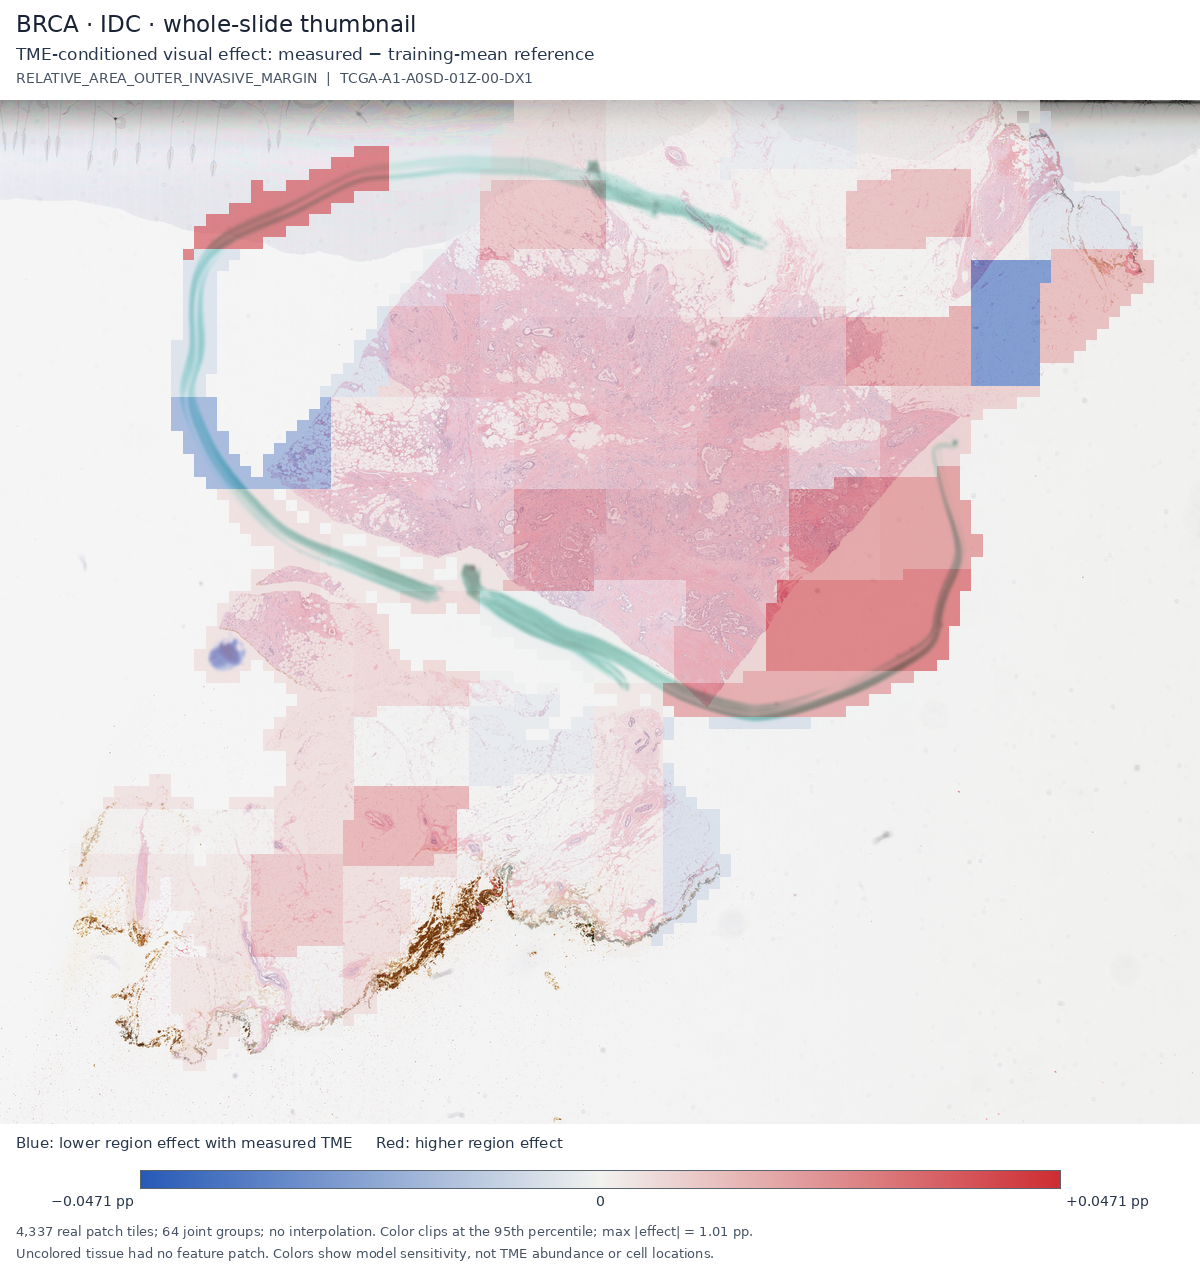 BRCA · IDC · whole-slide thumbnail
TME-conditioned visual effect: measured − training-mean reference
RELATIVE_AREA_OUTER_INVASIVE_MARGIN | TCGA-A1-A0SD-01Z-00-DX1
Blue: lower region effect with measured TME Red: higher region effect
−0.0471 pp 0 +0.0471 pp
4,337 real patch tiles; 64 joint groups; no interpolation. Color clips at the 95th percentile; max |effect| = 1.01 pp.
Uncolored tissue had no feature patch. Colors show model sensitivity, not TME abundance or cell locations.